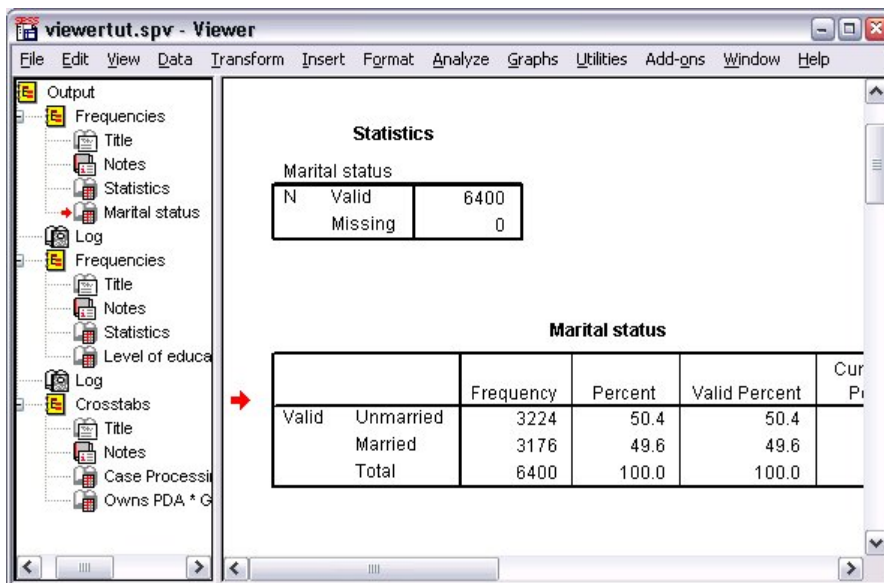 viewertut.spv - Viewer
File Edit View Data Transform Insert Format Analyze Graphs Utilities Add-ons Window Help
Output
Frequencies
Title
Notes
Statistics
Marital status
Log
Frequencies
Title
Notes
Statistics
Level of educa
Log
Crosstabs
Title
Notes
Case Processi
Owns PDA * G
Statistics
Marital status
N Valid 6400
Missing 0
Marital status
Cur
Frequency Percent Valid Percent P
Valid Unmarried 3224 50.4 50.4
Married 3176 49.6 49.6
Total 6400 100.0 100.0